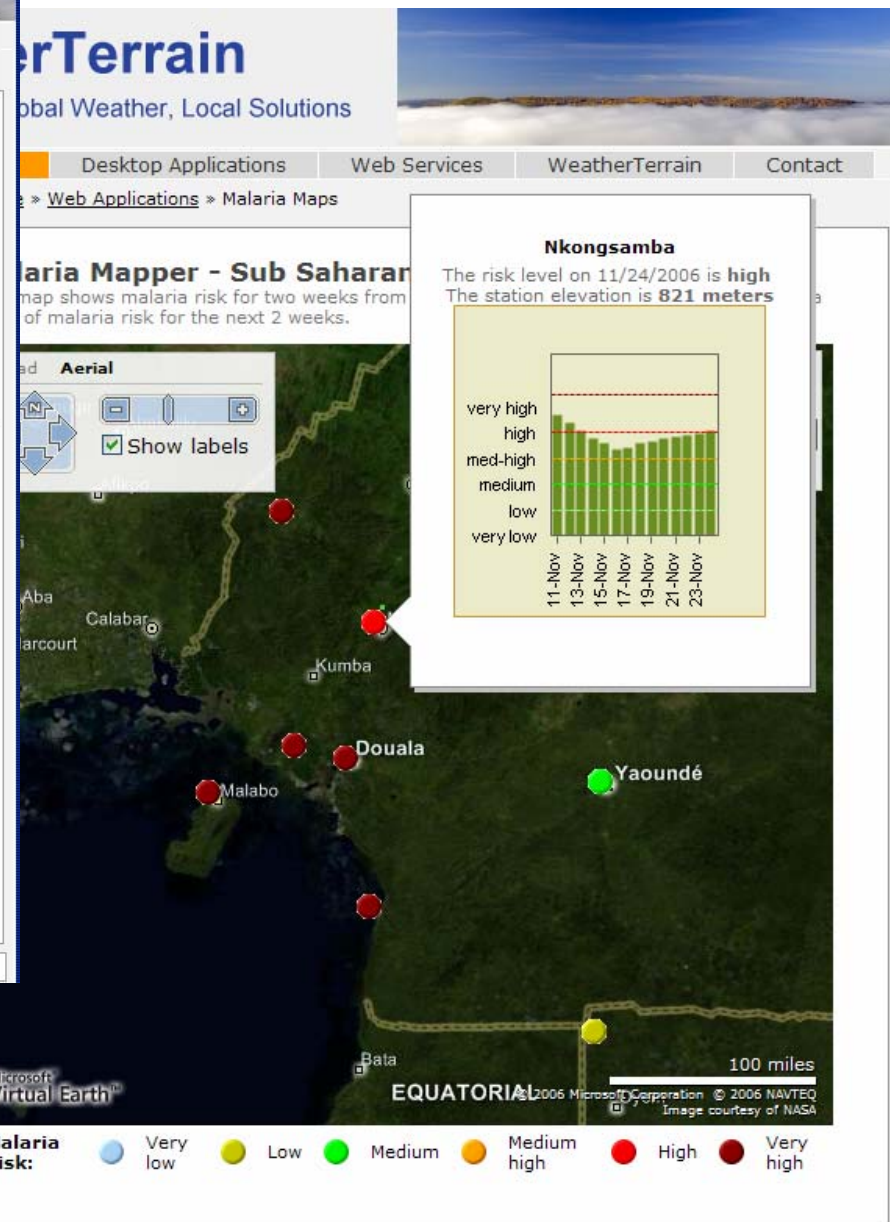 erTerrain
obal Weather, Local Solutions
Desktop Applications Web Services WeatherTerrain Contact
» Web Applications » Malaria Maps
Nkongsamba
The risk level on 11/24/2006 is high
The station elevation is 821 meters
very high
high
med-high
medium
low
very low
11-Nov 13-Nov 15-Nov 17-Nov 19-Nov 21-Nov 23-Nov
laria Mapper - Sub Saharan
map shows malaria risk for two weeks from
of malaria risk for the next 2 weeks.
ad Aerial
N
Show labels
Aba
Calabar
arcourt
Kumba
Douala
Yaoundé
Malabo
Bata
100 miles
EQUATORIAL
© 2006 Microsoft Corporation © 2006 NAVTEQ
Image courtesy of NASA
icrosoft
Virtual Earth™
alaria
isk:
Very low
Low
Medium
Medium high
High
Very high